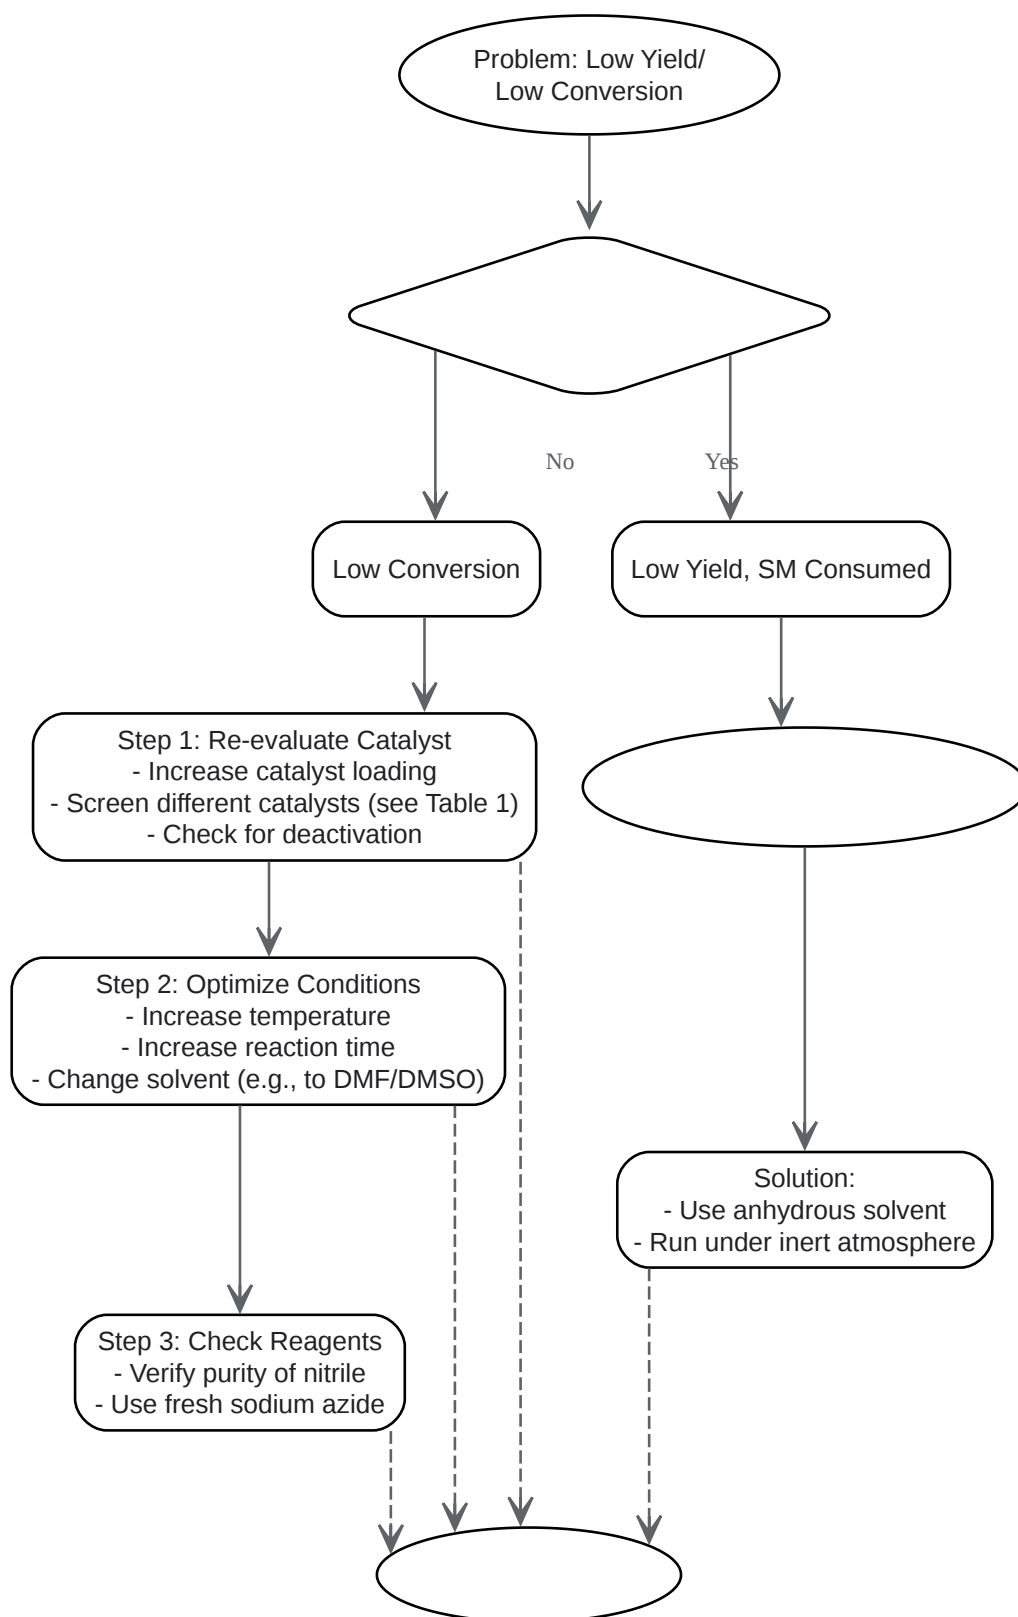 Problem: Low Yield/
Low Conversion
No
Yes
Low Conversion
Low Yield, SM Consumed
Step 1: Re-evaluate Catalyst
- Increase catalyst loading
- Screen different catalysts (see Table 1)
- Check for deactivation
Step 2: Optimize Conditions
- Increase temperature
- Increase reaction time
- Change solvent (e.g., to DMF/DMSO)
Solution:
- Use anhydrous solvent
- Run under inert atmosphere
Step 3: Check Reagents
- Verify purity of nitrile
- Use fresh sodium azide